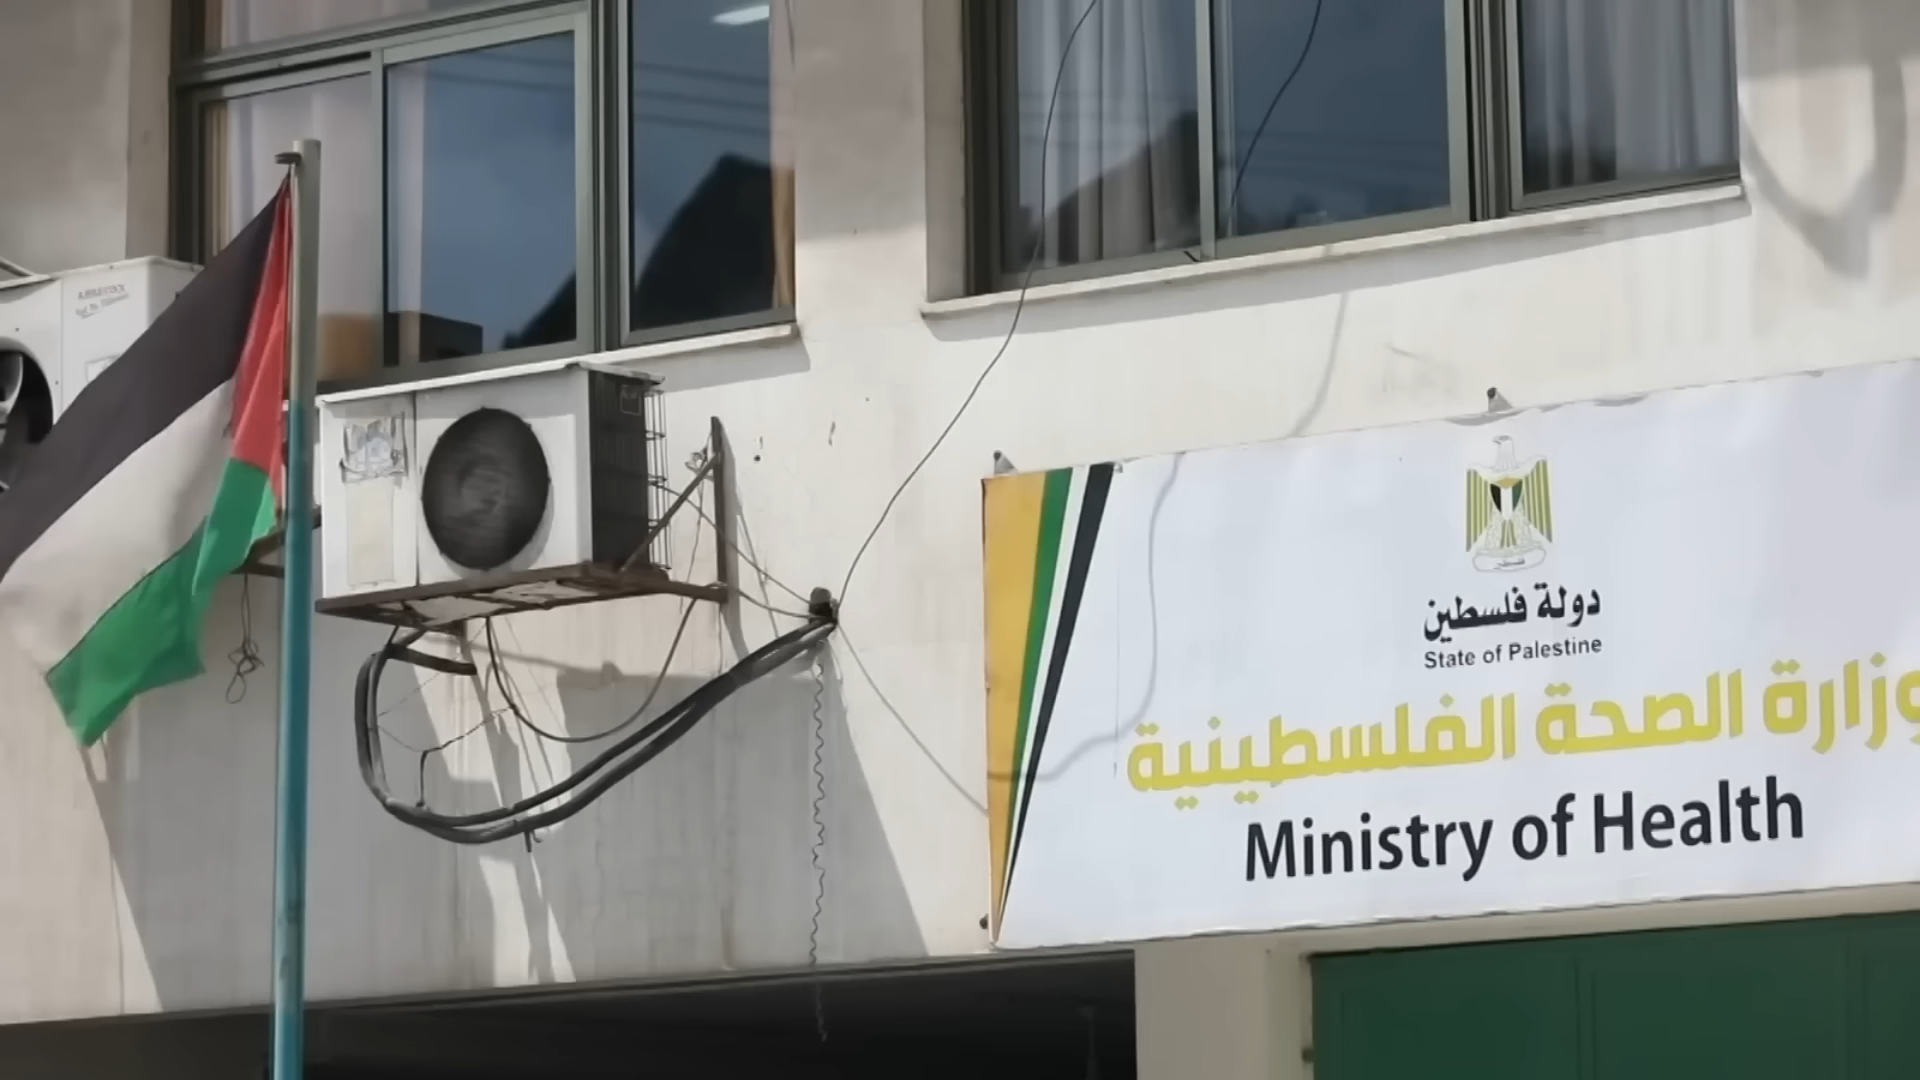 دولة فلسطين
State of Palestine
وزارة الصحة الفلسطينية
Ministry of Health